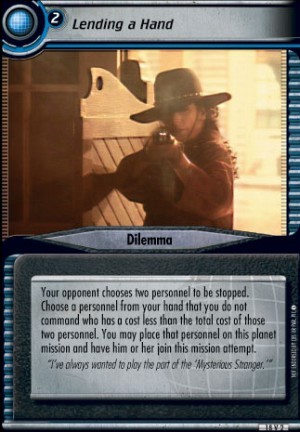 2
Lending a Hand
Dilemma
Your opponent chooses two personnel to be stopped.
Choose a personnel from your hand that you do not
command who has a cost less than the total cost of those
two personnel. You may place that personnel on this planet
mission and have him or her join this mission attempt.
"I've always wanted to play the part of the 'Mysterious Stranger.'"
16 V 2